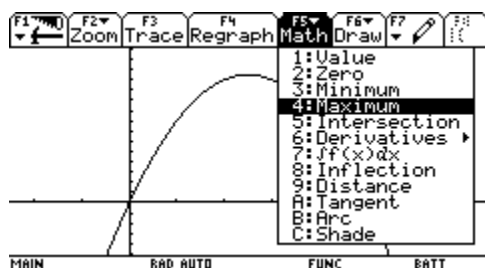 F1 F2 F3 F4 F5 F6 F7
Zoom Trace Regraph Math Draw
1:Value
2:Zero
3:Minimum
4:Maximum
5:Intersection
6:Derivatives
7:∫f(x)dx
8:Inflection
9:Distance
A:Tangent
B:Arc
C:Shade
MAIN RAD AUTO FUNC BATT